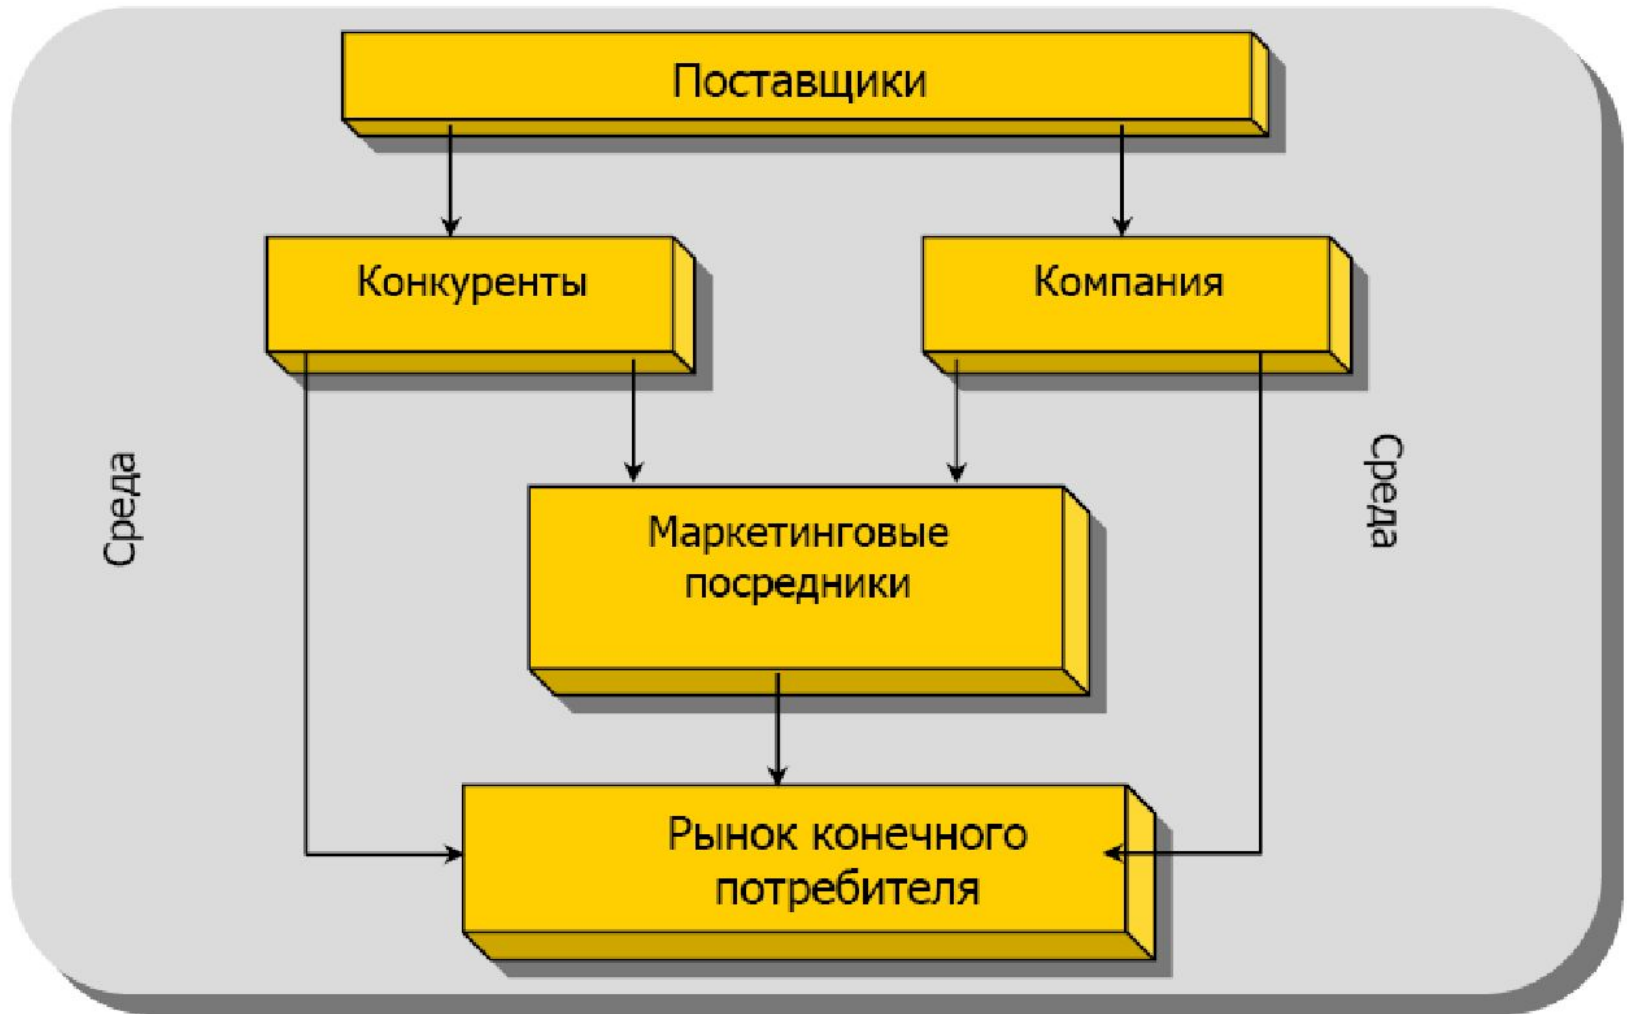 Поставщики
Конкуренты
Компания
Среда
Среда
Маркетинговые
посредники
Рынок конечного
потребителя